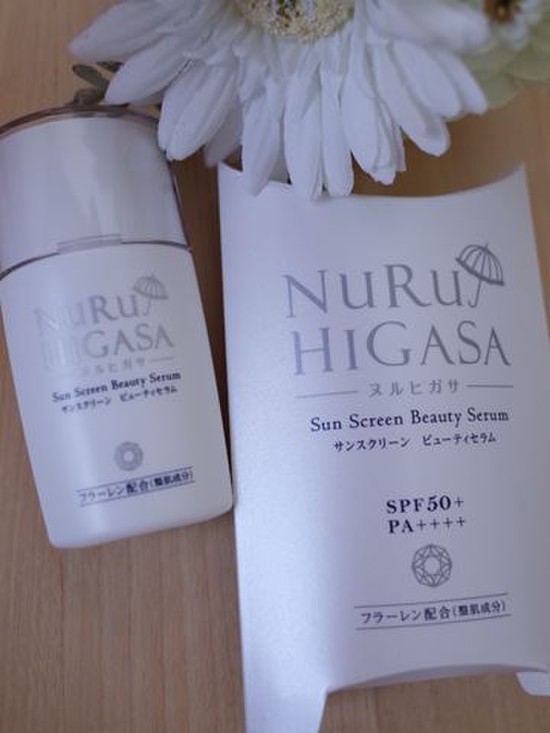 NuRu
HIGASA
ヌルヒガサ
Sun Screen Beauty Serum
サンスクリーン ビューティセラム
フラーレン配合(整肌成分)
NuRu
HIGASA
ヌルヒガサ
Sun Screen Beauty Serum
サンスクリーン ビューティセラム
SPF50+
PA++++
フラーレン配合(整肌成分)